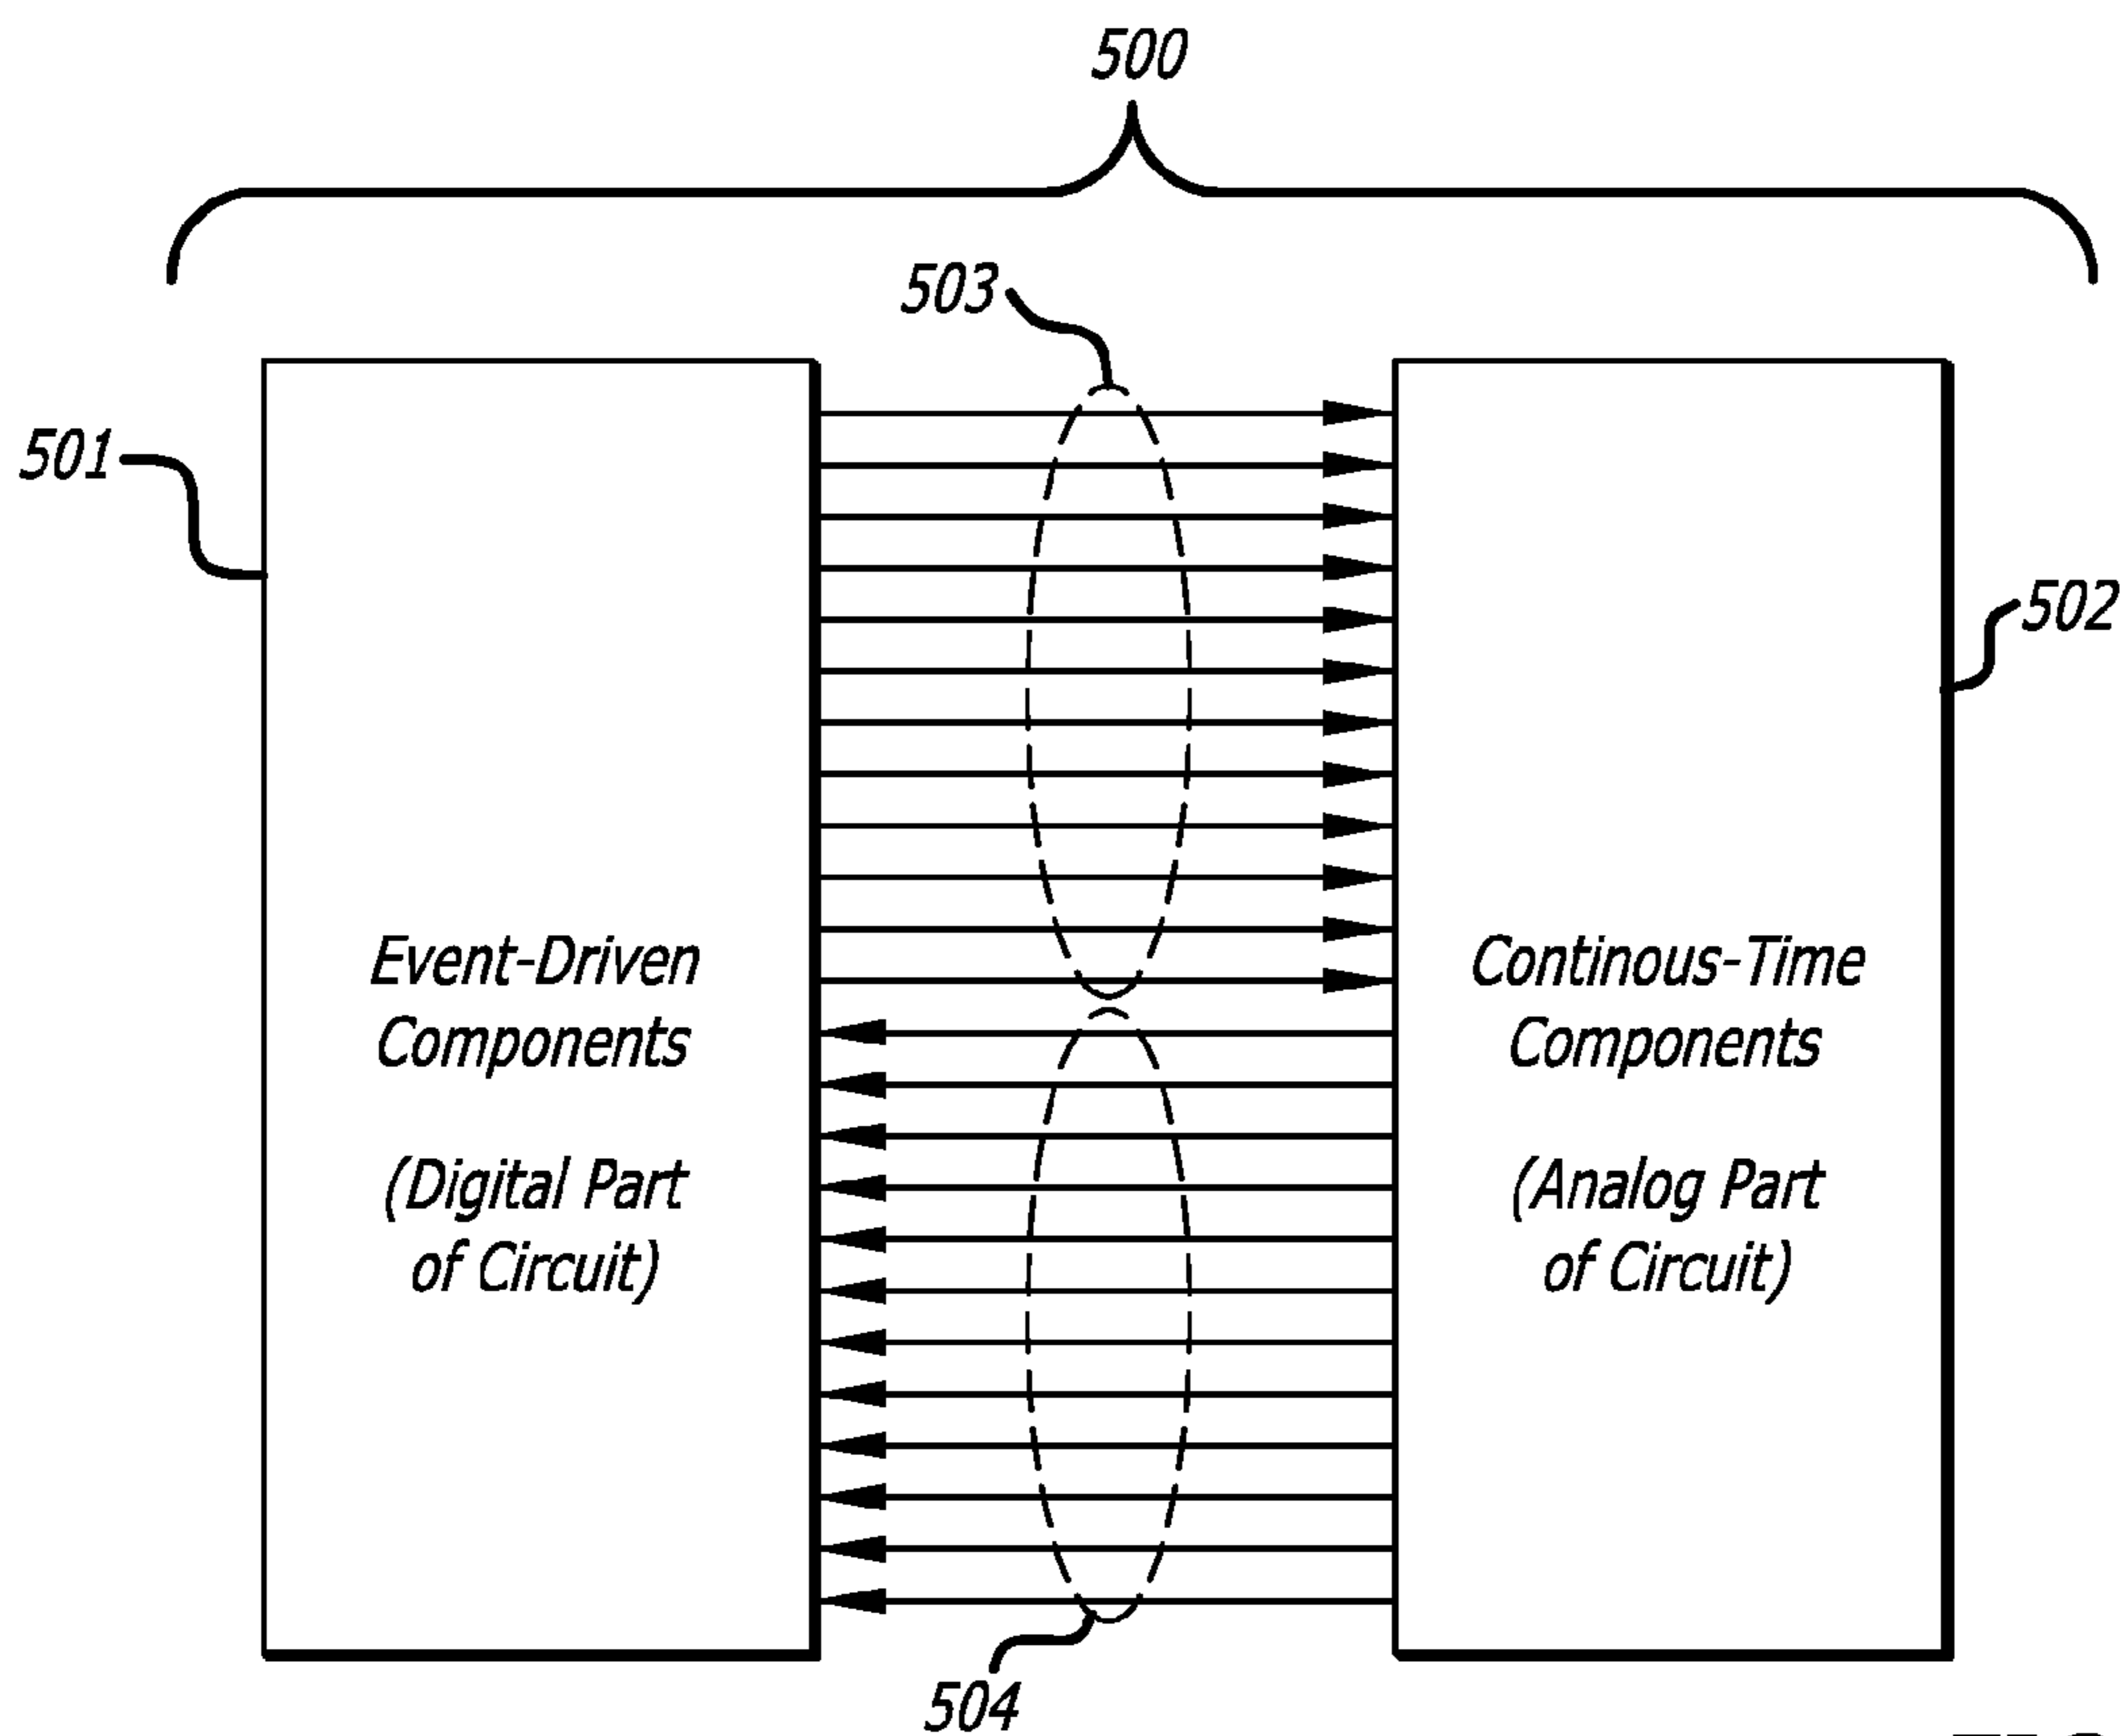 500
503
501
502
Event-Driven
Components
(Digital Part
of Circuit)
Continous-Time
Components
(Analog Part
of Circuit)
504